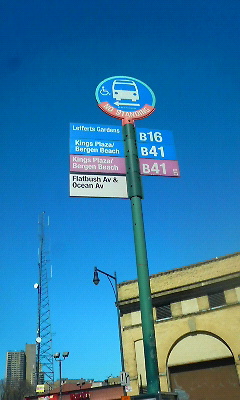 NO STANDING
Lefferts Gardens
B16
Kings Plaza/
Bergen Beach
B41
Kings Plaza/
Bergen Beach
B41
Flatbush Av &
Ocean Av